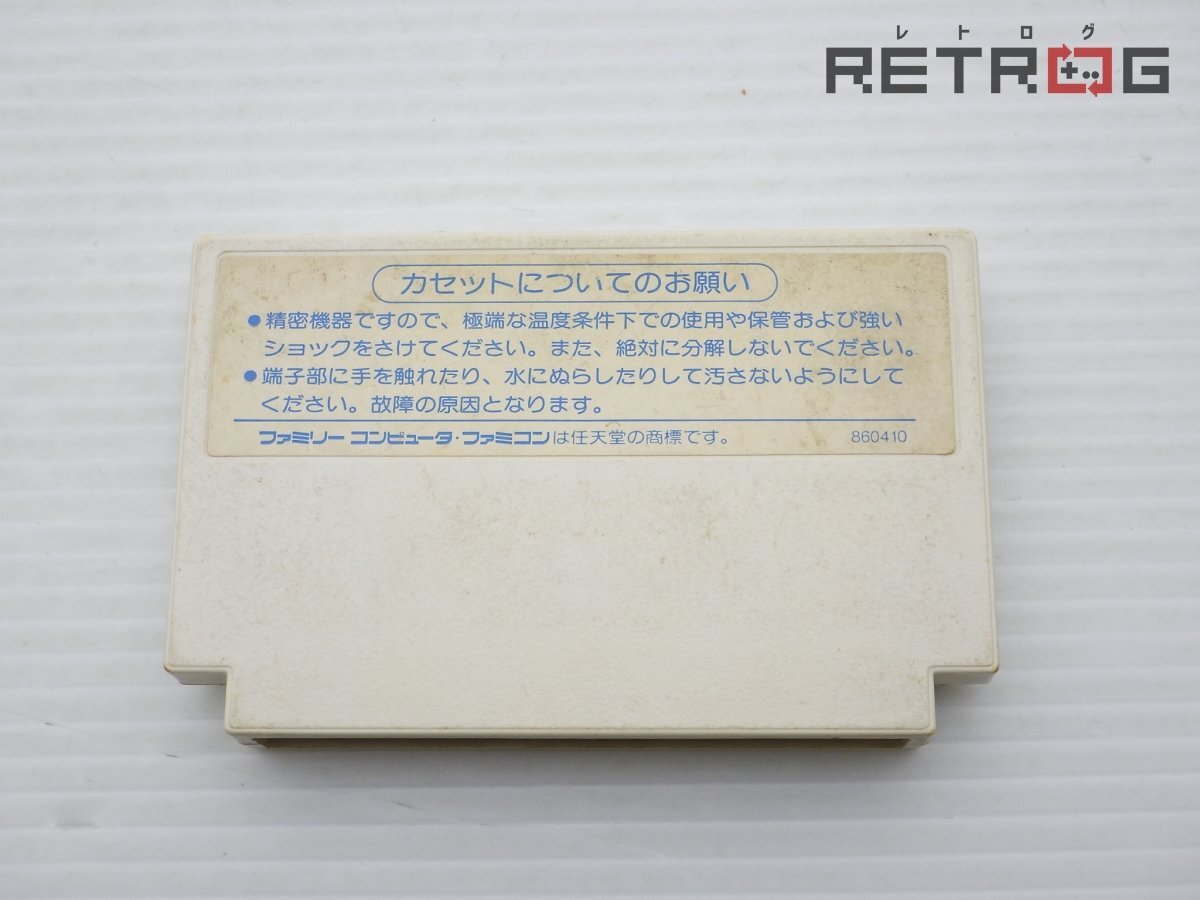 レトログ
RETROG
カセットについてのお願い
●精密機器ですので、極端な温度条件下での使用や保管および強い
ショックをさけてください。また、絶対に分解しないでください。
●端子部に手を触れたり、水にぬらしたりして汚さないようにして
ください。故障の原因となります。
ファミリーコンピュータ・ファミコンは任天堂の商標です。 860410